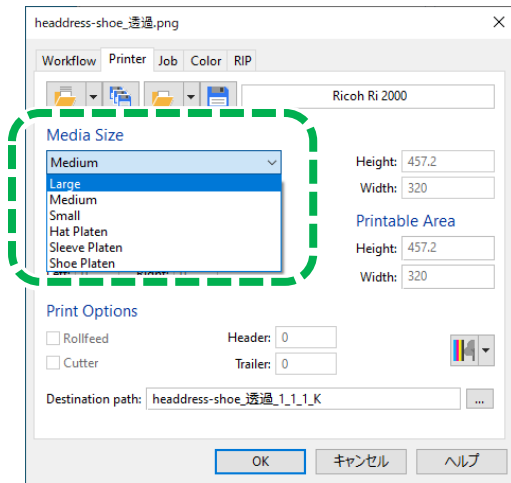 headdress-shoe_透過.png
Workflow Printer Job Color RIP
Ricoh Ri 2000
Media Size
Medium
Height: 457.2
Large
Width: 320
Medium
Small
Printable Area
Hat Platen
Sleeve Platen
Height: 457.2
Shoe Platen
Width: 320
Print Options
Rollfeed
Header: 0
Cutter
Trailer: 0
Destination path: headdress-shoe_透過_1_1_1_K
...
OK キャンセル ヘルプ